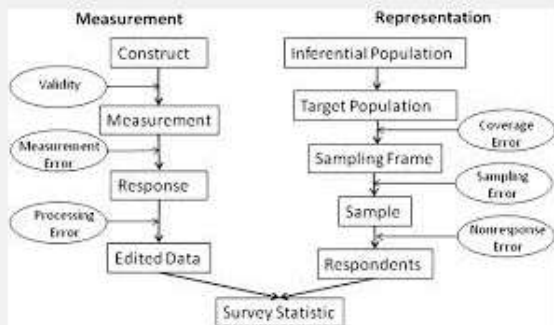 Measurement
Representation
Construct
Inferential Population
Validity
Target Population
Measurement
Coverage
Error
Measurement
Error
Sampling Frame
Response
Sampling
Error
Processing
Error
Sample
Nonresponse
Error
Edited Data
Respondents
Survey Statistic